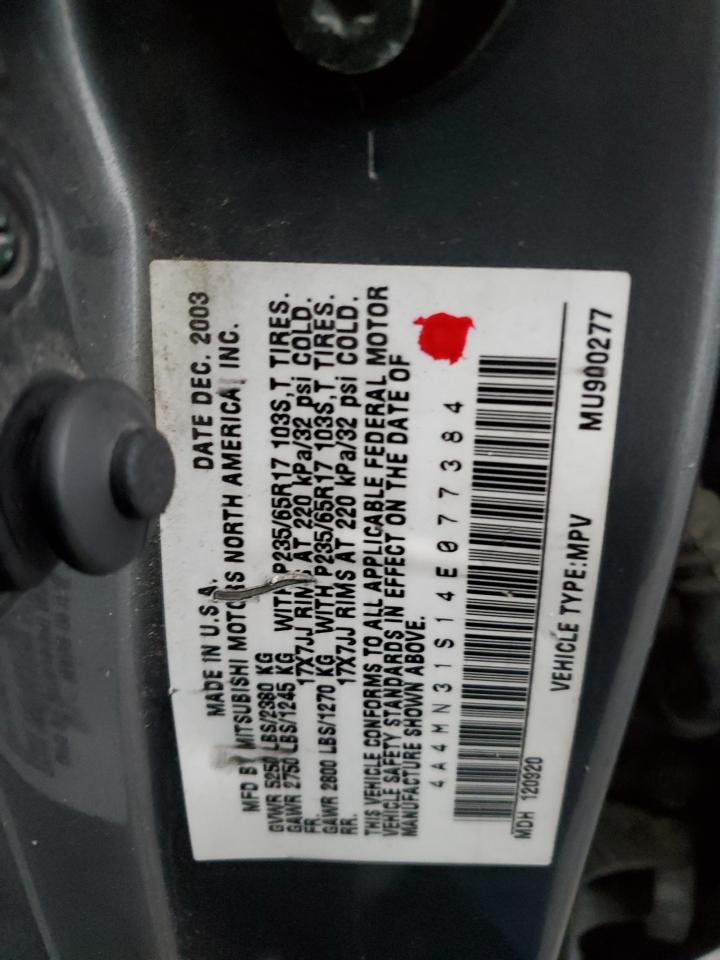 MADE IN U.S.A. DATE DEC. 2003
MFD BY MITSUBISHI MOTORS NORTH AMERICA, INC.
GVWR 5250 LBS/2380 KG
GAWR 2750 LBS/1245 KG WITH P235/65R17 103S,T TIRES.
FR. 17X7JJ RIMS AT 220 kPa/32 psi COLD.
GAWR 2800 LBS/1270 KG WITH P235/65R17 103S,T TIRES.
RR. 17X7JJ RIMS AT 220 kPa/32 psi COLD.
THIS VEHICLE CONFORMS TO ALL APPLICABLE FEDERAL MOTOR
VEHICLE SAFETY STANDARDS IN EFFECT ON THE DATE OF
MANUFACTURE SHOWN ABOVE.
4A4MN31S14E077384
MDH 120920 VEHICLE TYPE:MPV MU900277